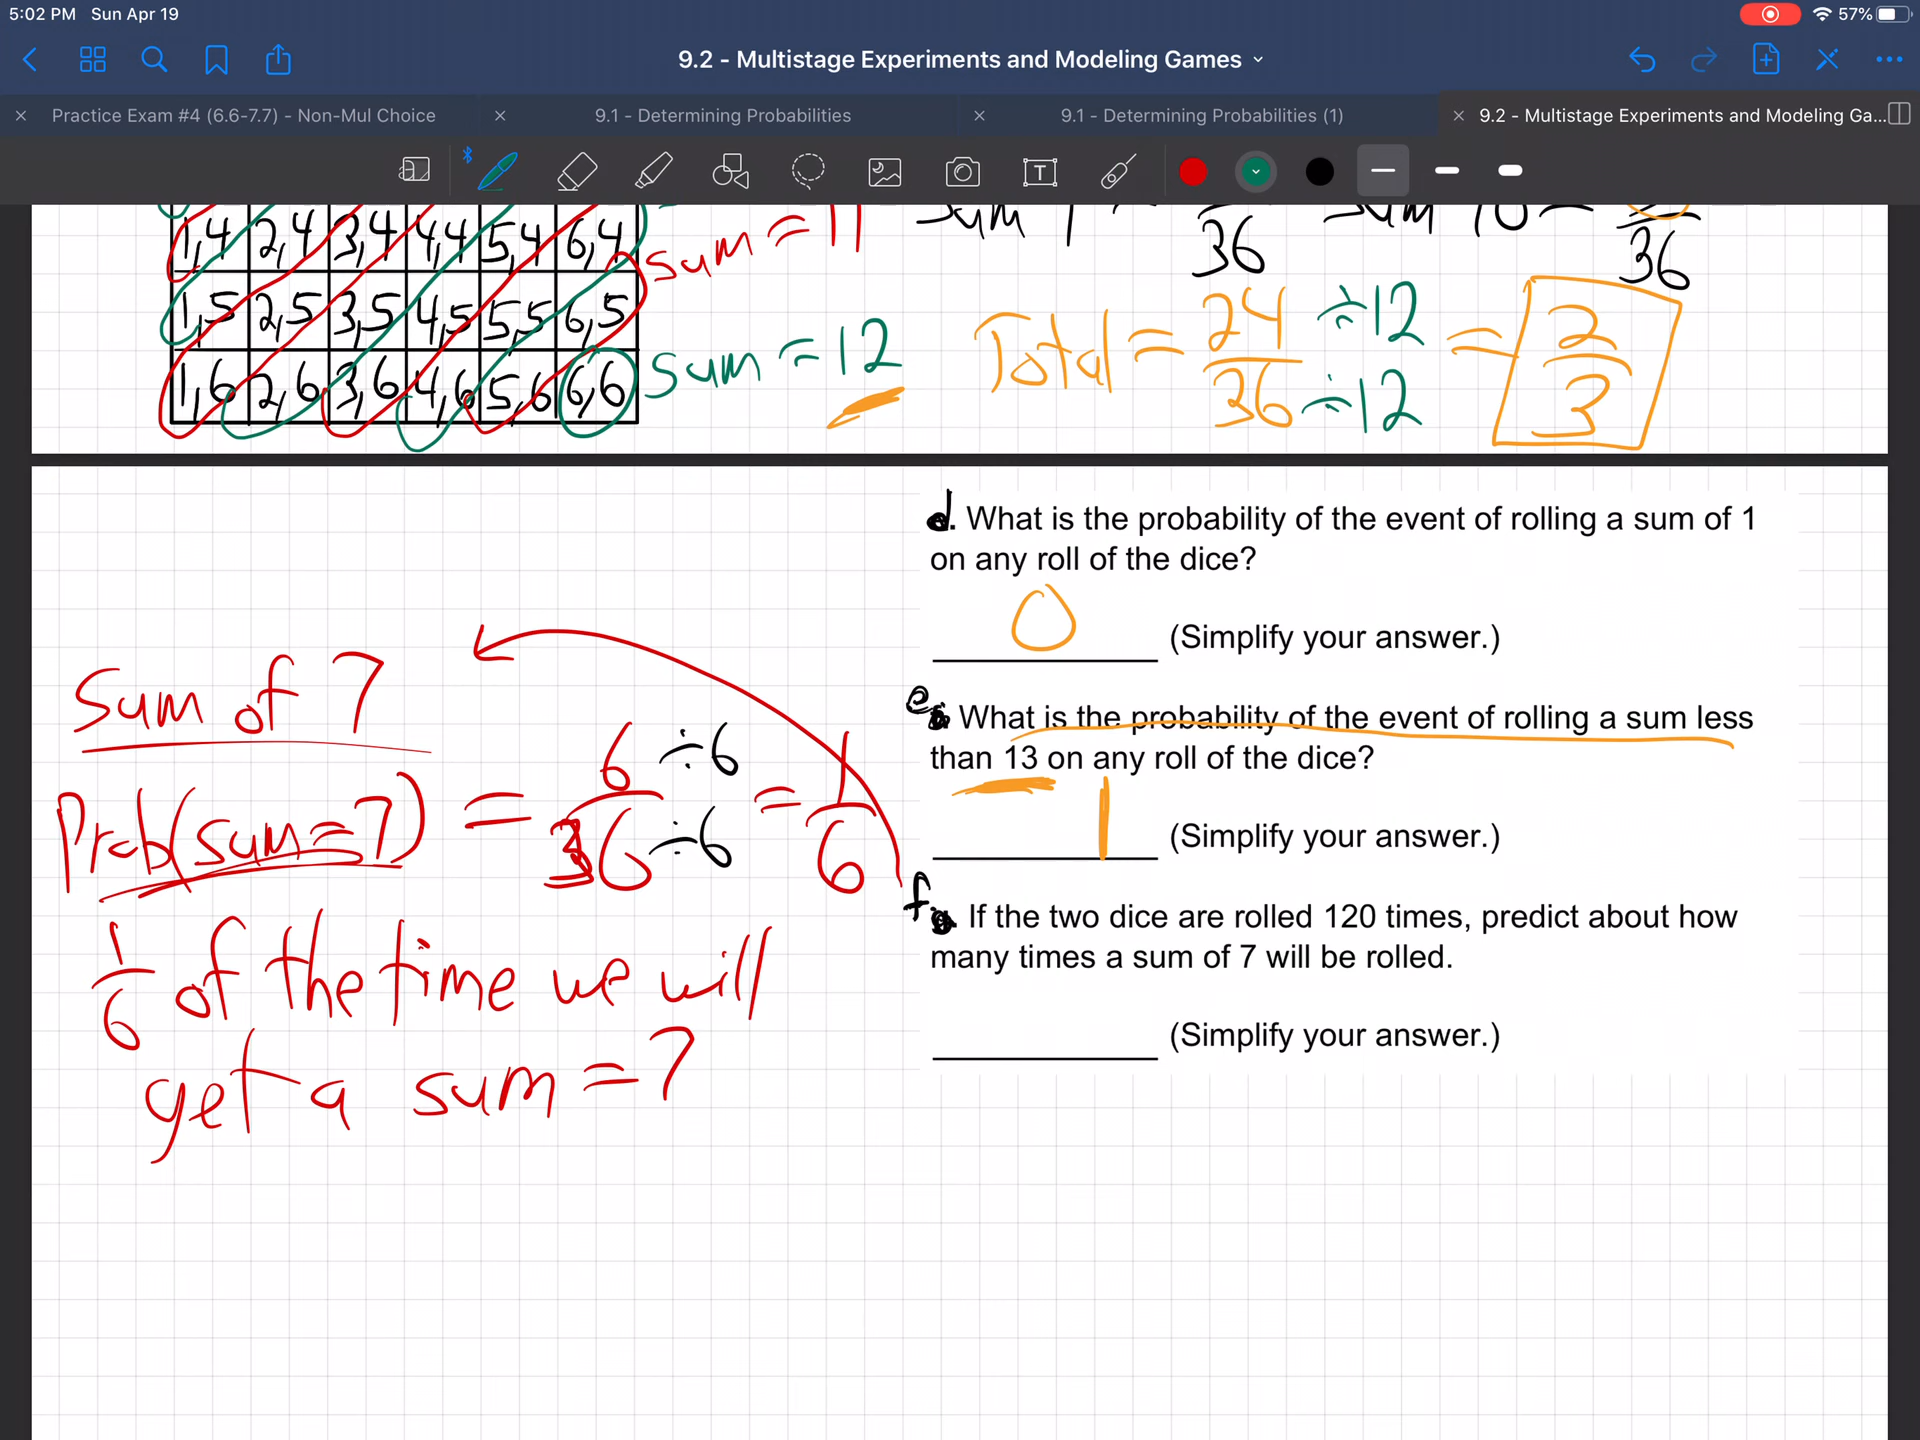 5:02 PM Sun Apr 19
57%
9.2 - Multistage Experiments and Modeling Games
Practice Exam #4 (6.6-7.7) - Non-Mul Choice
9.1 - Determining Probabilities
9.1 - Determining Probabilities (1)
9.2 - Multistage Experiments and Modeling Ga...
1,4 2,4 3,4 4,4 5,4 6,4
sum = 11
36
sum 10 =
36
1,5 2,5 3,5 4,5 5,5 6,5
1,6 2,6 3,6 4,6 5,6 6,6
sum = 12
Total = 24/36 ÷12/÷12 = 2/3
d. What is the probability of the event of rolling a sum of 1
on any roll of the dice?
0 (Simplify your answer.)
e. What is the probability of the event of rolling a sum less
than 13 on any roll of the dice?
1 (Simplify your answer.)
f. If the two dice are rolled 120 times, predict about how
many times a sum of 7 will be rolled.
(Simplify your answer.)
Sum of 7
Prob(sum=7) = 6/36 ÷6/÷6 = 1/6
1/6 of the time we will
get a sum = 7